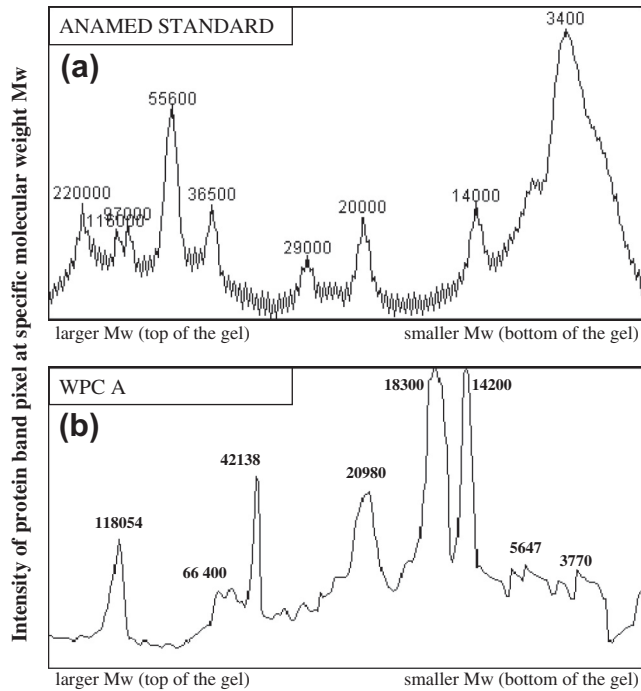 Intensity of protein band pixel at specific molecular weight Mw
ANAMED STANDARD
(a)
3400
55600
220000
116000
97000
36500
29000
20000
14000
larger Mw (top of the gel)
smaller Mw (bottom of the gel)
WPC A
(b)
18300
14200
42138
20980
118054
66 400
5647
3770
larger Mw (top of the gel)
smaller Mw (bottom of the gel)